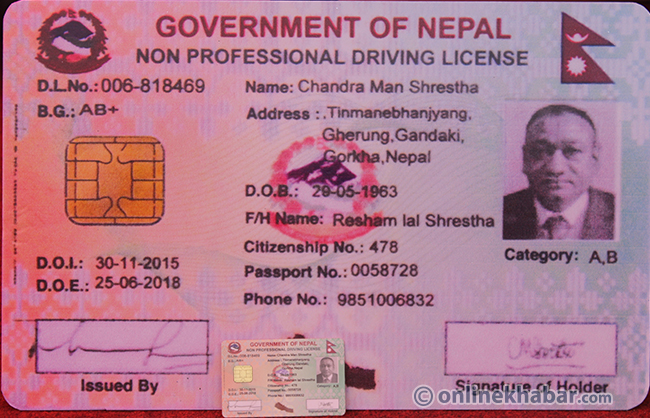 GOVERNMENT OF NEPAL
NON PROFESSIONAL DRIVING LICENSE
D.L.No.: 006-818469
B.G.: AB+
Name: Chandra Man Shrestha
Address : .Tinmanebhanjyang,
Gherung,Gandaki,
Gorkha,Nepal
D.O.B.: 29-05-1963
F/H Name: Resham lal Shrestha
Citizenship No.: 478
Passport No.: 0058728
Phone No.: 9851006832
Category: A,B
D.O.I.: 30-11-2015
D.O.E.: 25-06-2018
Issued By
Signature of Holder
GOVERNMENT OF NEPAL
NON PROFESSIONAL DRIVING LICENSE
© onlinekhabar.com